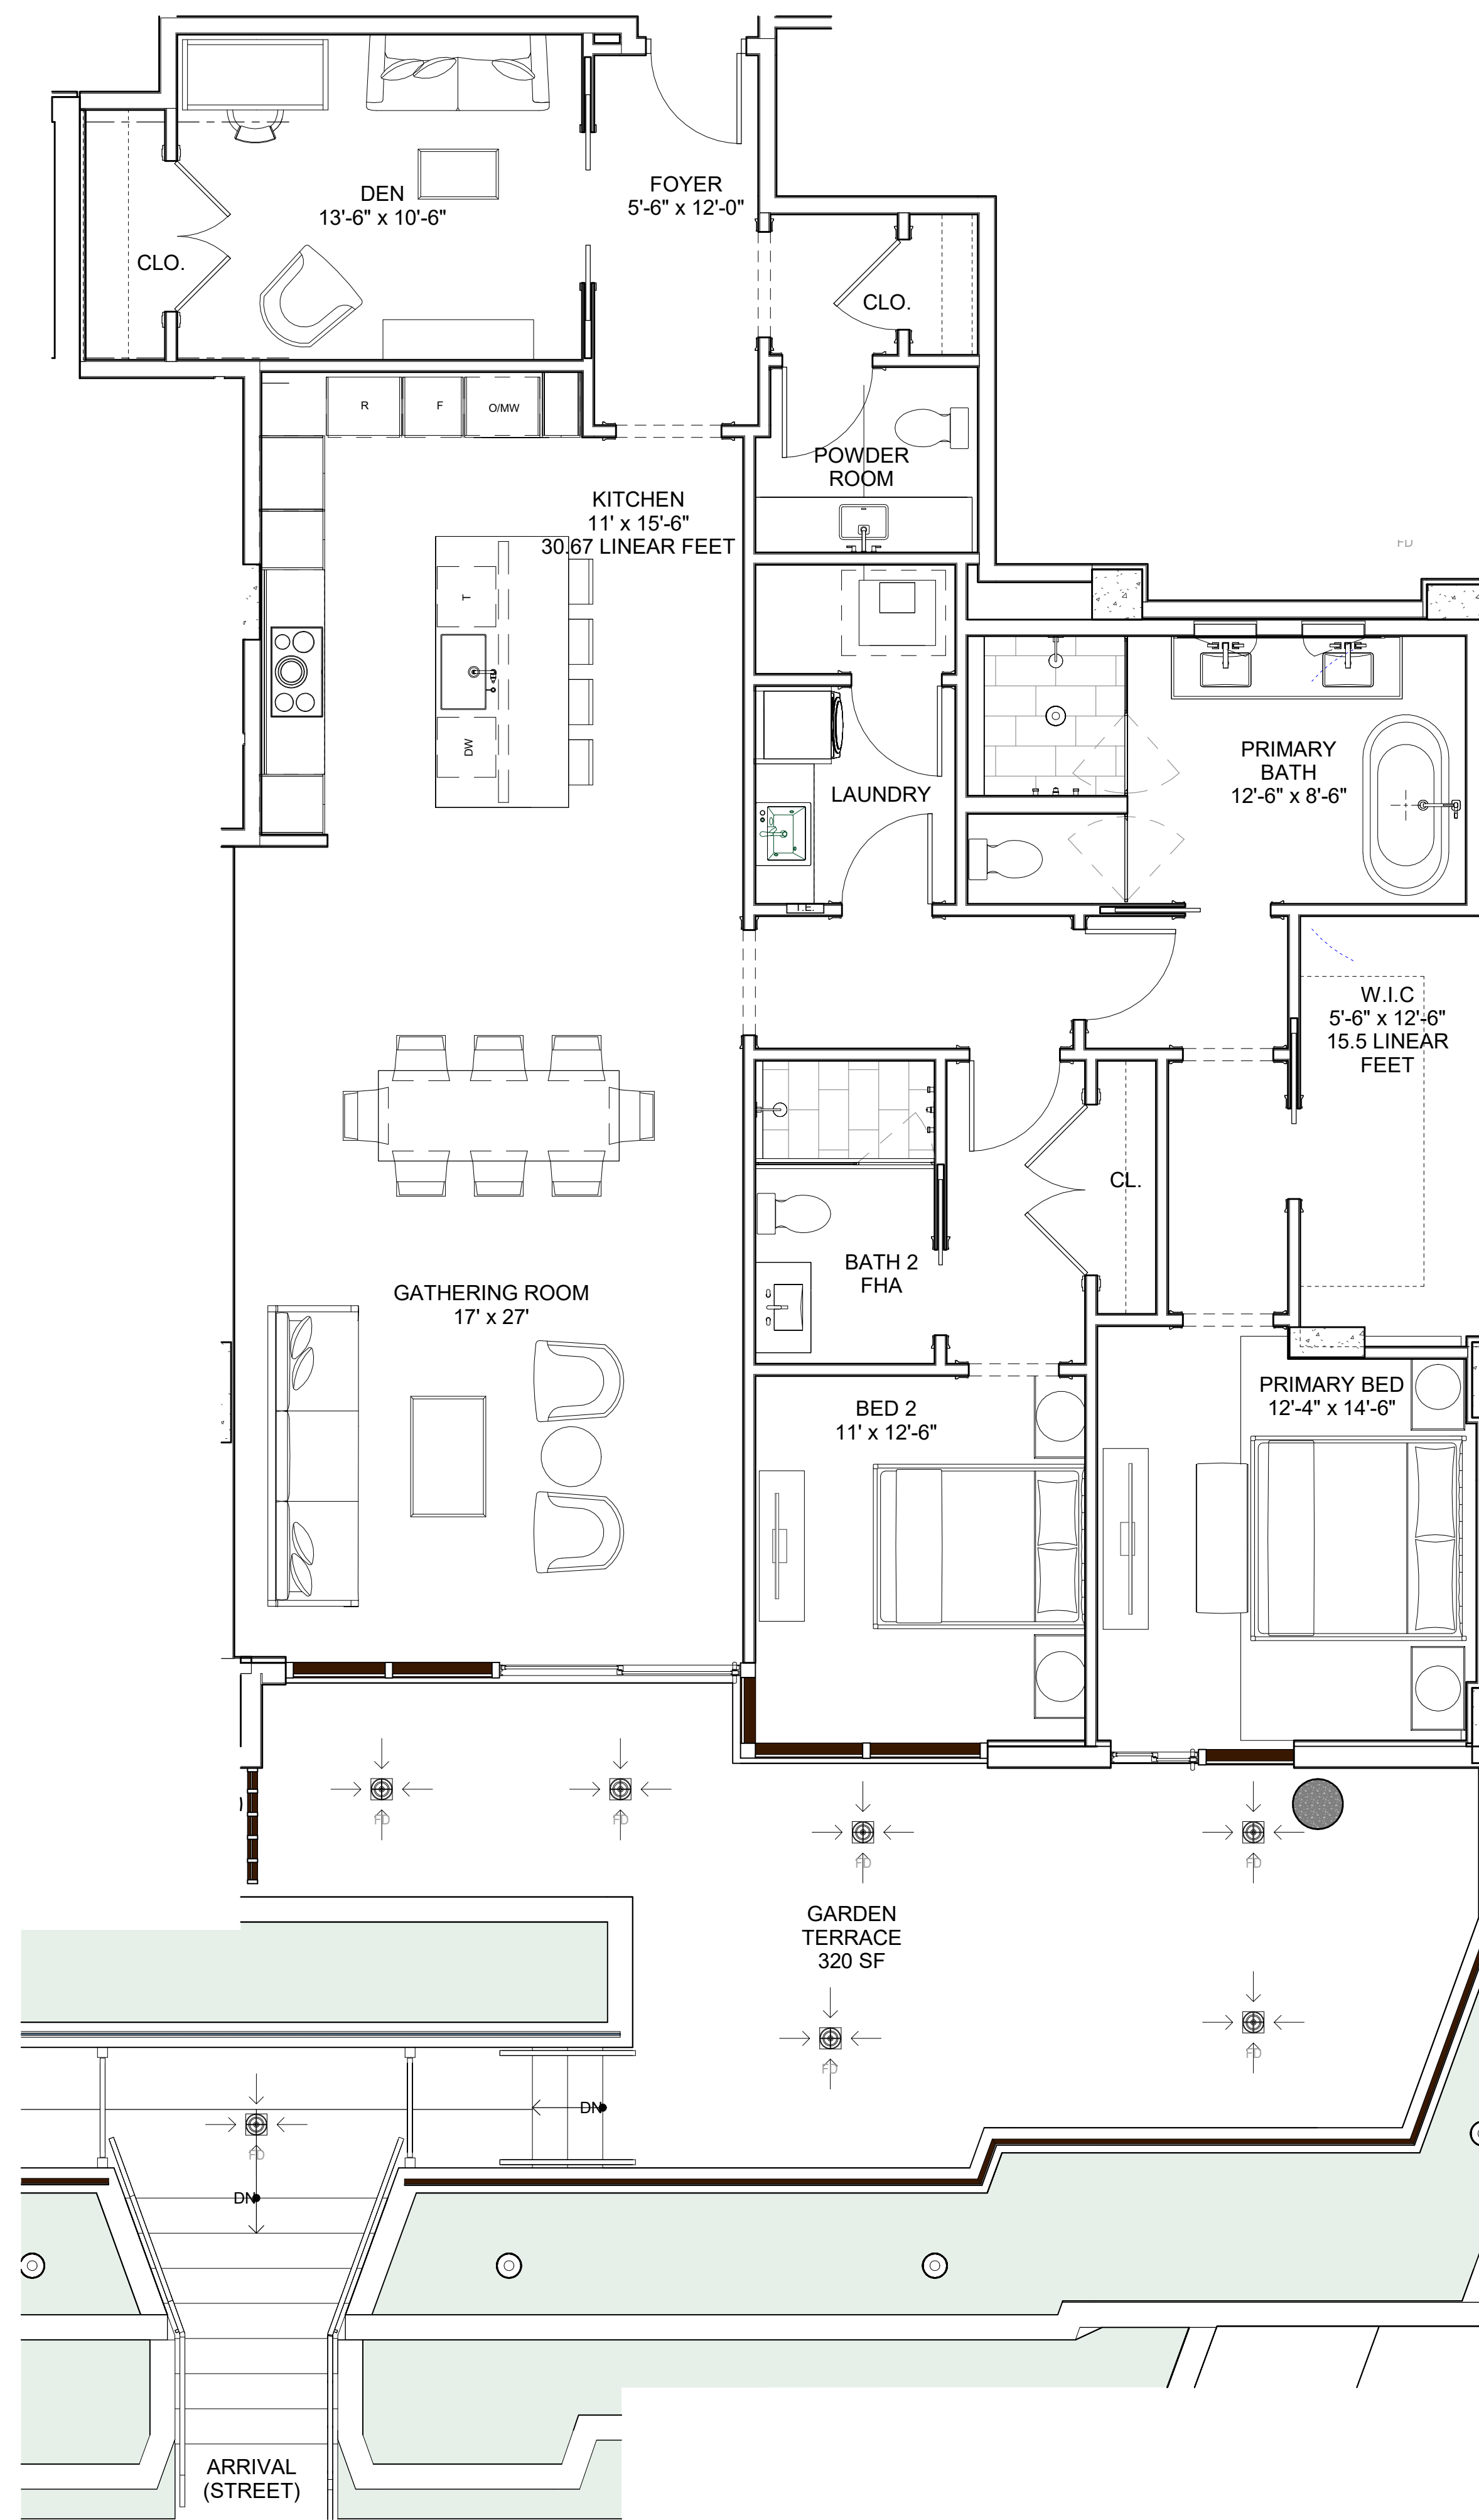 DEN
13'-6" x 10'-6"
FOYER
5'-6" x 12'-0"
CLO.
CLO.
R
F
O/MW
POWDER
ROOM
KITCHEN
11' x 15'-6"
30.67 LINEAR FEET
FD
T
DW
PRIMARY
BATH
12'-6" x 8'-6"
LAUNDRY
T.E.
W.I.C
5'-6" x 12'-6"
15.5 LINEAR
FEET
CL.
BATH 2
FHA
GATHERING ROOM
17' x 27'
PRIMARY BED
12'-4" x 14'-6"
BED 2
11' x 12'-6"
FD
FD
FD
FD
GARDEN
TERRACE
320 SF
FD
FD
DN
FD
DN
ARRIVAL
(STREET)